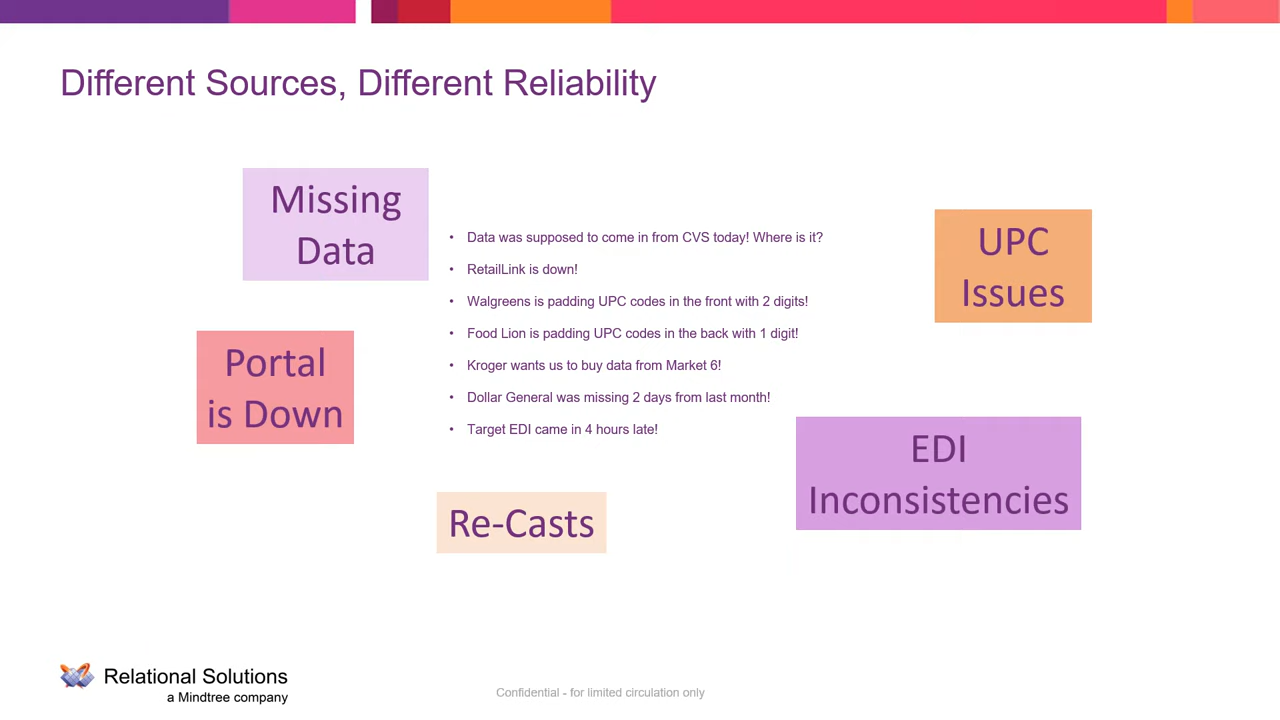 Different Sources, Different Reliability
Missing
Data
• Data was supposed to come in from CVS today! Where is it?
• RetailLink is down!
• Walgreens is padding UPC codes in the front with 2 digits!
• Food Lion is padding UPC codes in the back with 1 digit!
• Kroger wants us to buy data from Market 6!
• Dollar General was missing 2 days from last month!
• Target EDI came in 4 hours late!
UPC
Issues
Portal
is Down
EDI
Inconsistencies
Re-Casts
Relational Solutions
a Mindtree company
Confidential - for limited circulation only